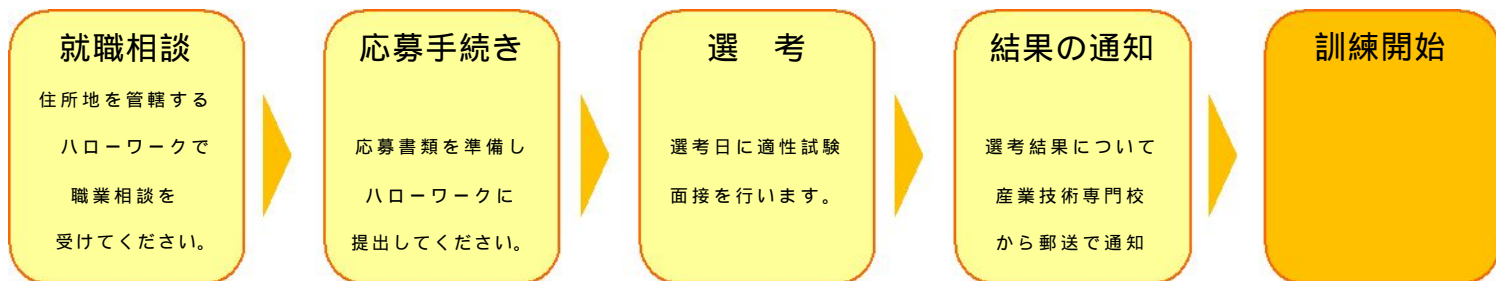 就職相談
住所地を管轄する
ハローワークで
職業相談を
受けてください。
応募手続き
応募書類を準備し
ハローワークに
提出してください。
選　考
選考日に適性試験
面接を行います。
結果の通知
選考結果について
産業技術専門校
から郵送で通知
訓練開始